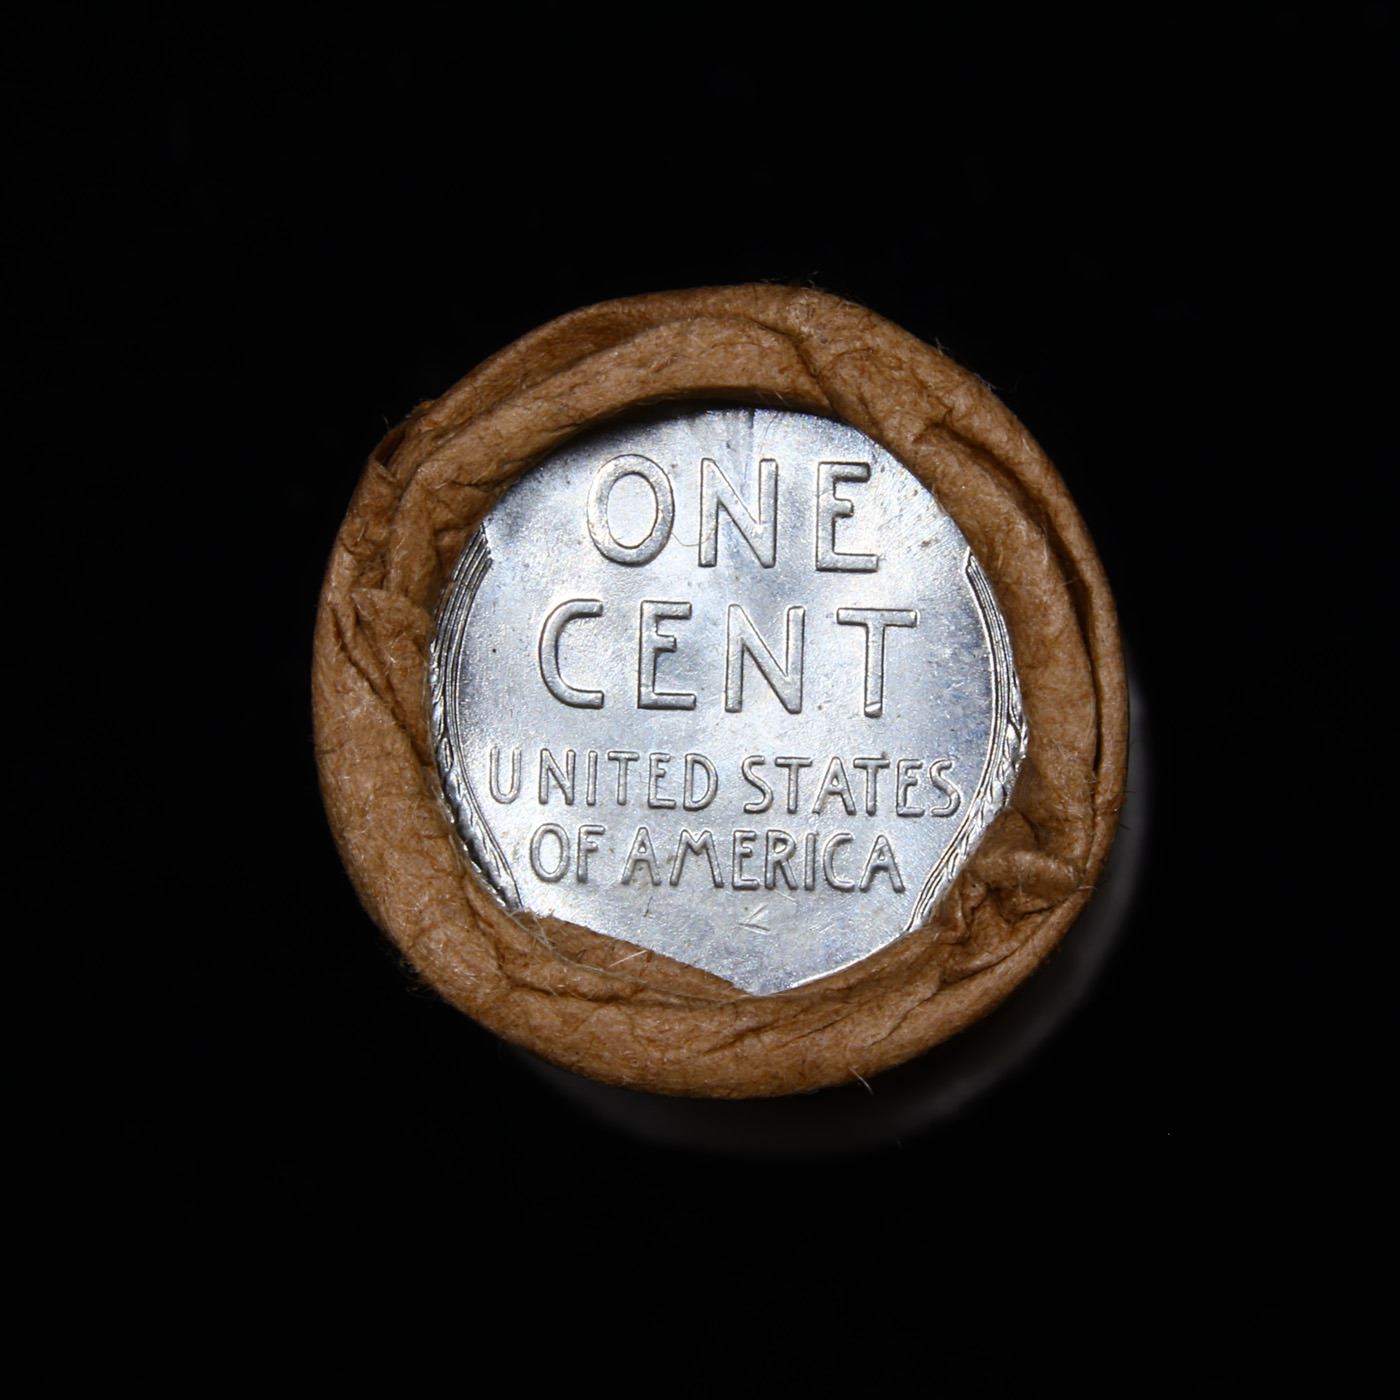 ONE
CENT
UNITED STATES
OF AMERICA